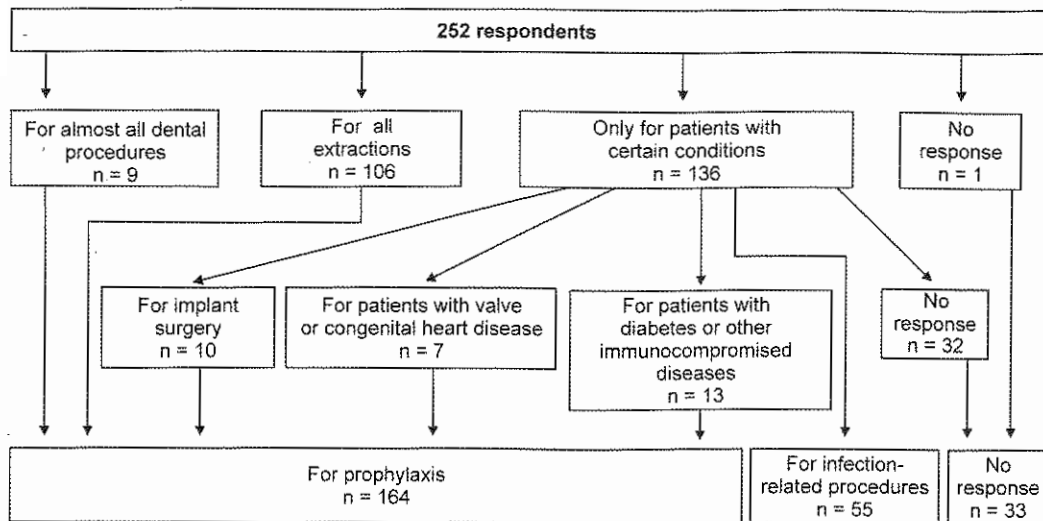 252 respondents
For almost all dental
procedures
n = 9
For all
extractions
n = 106
Only for patients with
certain conditions
n = 136
No
response
n = 1
For implant
surgery
n = 10
For patients with valve
or congenital heart disease
n = 7
For patients with
diabetes or other
immunocompromised
diseases
n = 13
No
response
n = 32
For prophylaxis
n = 164
For infection-
related procedures
n = 55
No
response
n = 33